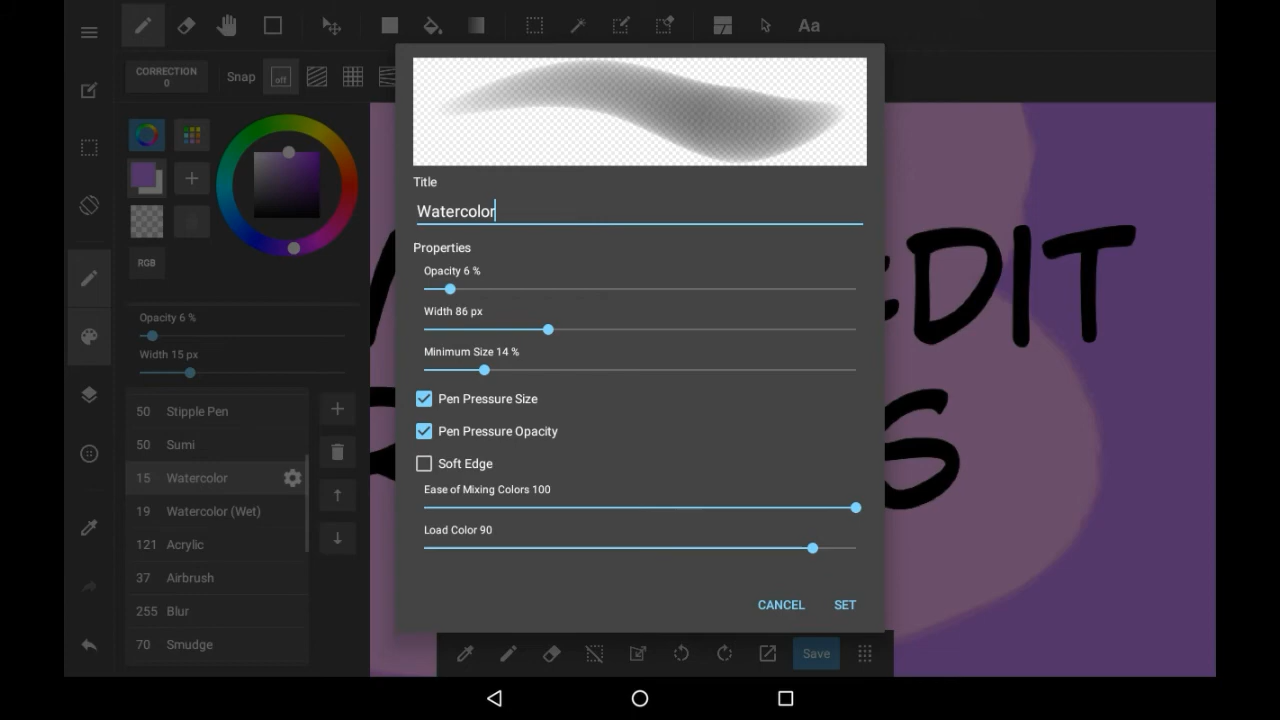 Aa
CORRECTION
0
Snap
off
RGB
Opacity 6 %
Width 15 px
50 Stipple Pen
50 Sumi
15 Watercolor
19 Watercolor (Wet)
121 Acrylic
37 Airbrush
255 Blur
70 Smudge
Title
Watercolor
Properties
Opacity 6 %
Width 86 px
Minimum Size 14 %
Pen Pressure Size
Pen Pressure Opacity
Soft Edge
Ease of Mixing Colors 100
Load Color 90
CANCEL SET
DIT
Save